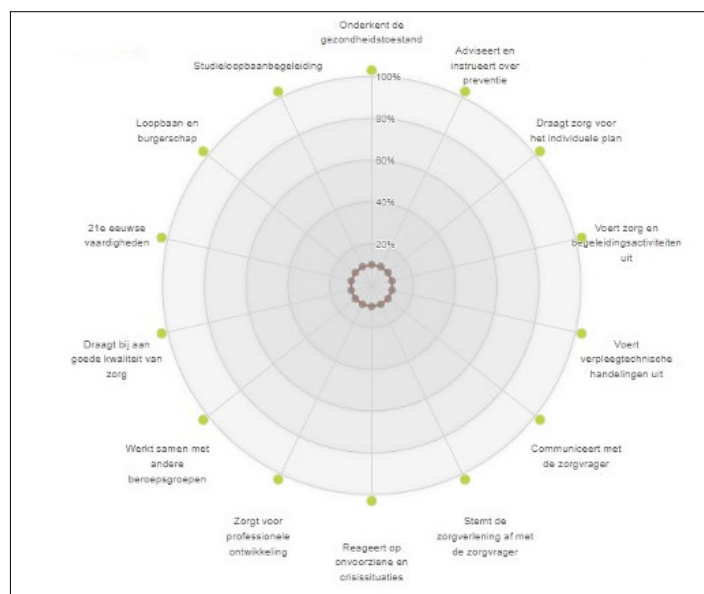 Onderkent de
gezondheidstoestand
Adviseert en
instrueert over
preventie
Draagt zorg voor
het individuele plan
Voert zorg en
begeleidingsactiviteiten
uit
Voert
verpleegtechnische
handelingen uit
Communiceert met
de zorgvrager
Stemt de
zorgverlening af met
de zorgvrager
Reageert op
onvoorziene en
crisissituaties
Zorgt voor
professionele
ontwikkeling
Werkt samen met
andere
beroepsgroepen
Draagt bij aan
goede kwaliteit van
zorg
21e eeuwse
vaardigheden
Loopbaan en
burgerschap
Studieloopbaanbegeleiding
100%
80%
60%
40%
20%